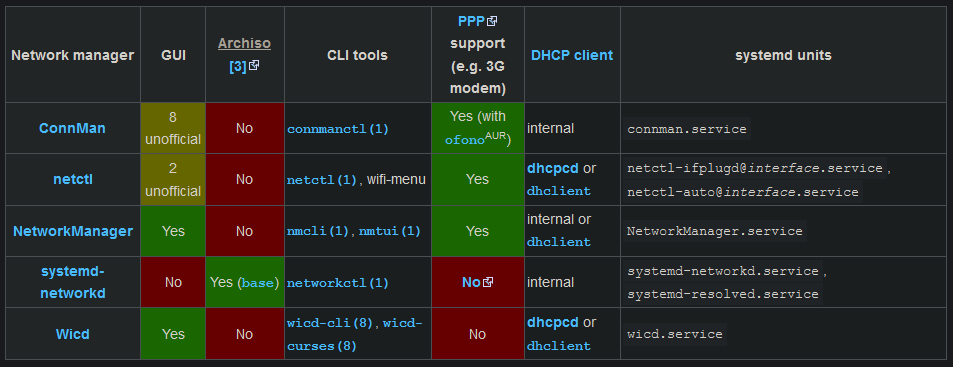 Network manager GUI Archiso [3] CLI tools PPP support (e.g. 3G modem) DHCP client systemd units
ConnMan 8 unofficial No connmanctl(1) Yes (with ofono AUR) internal connman.service
netctl 2 unofficial No netctl(1), wifi-menu Yes dhcpcd or dhclient netctl-ifplugd@interface.service, netctl-auto@interface.service
NetworkManager Yes No nmcli(1), nmtui(1) Yes internal or dhclient NetworkManager.service
systemd-networkd No Yes (base) networkctl(1) No internal systemd-networkd.service, systemd-resolved.service
Wicd Yes No wicd-cli(8), wicd-curses(8) No dhcpcd or dhclient wicd.service